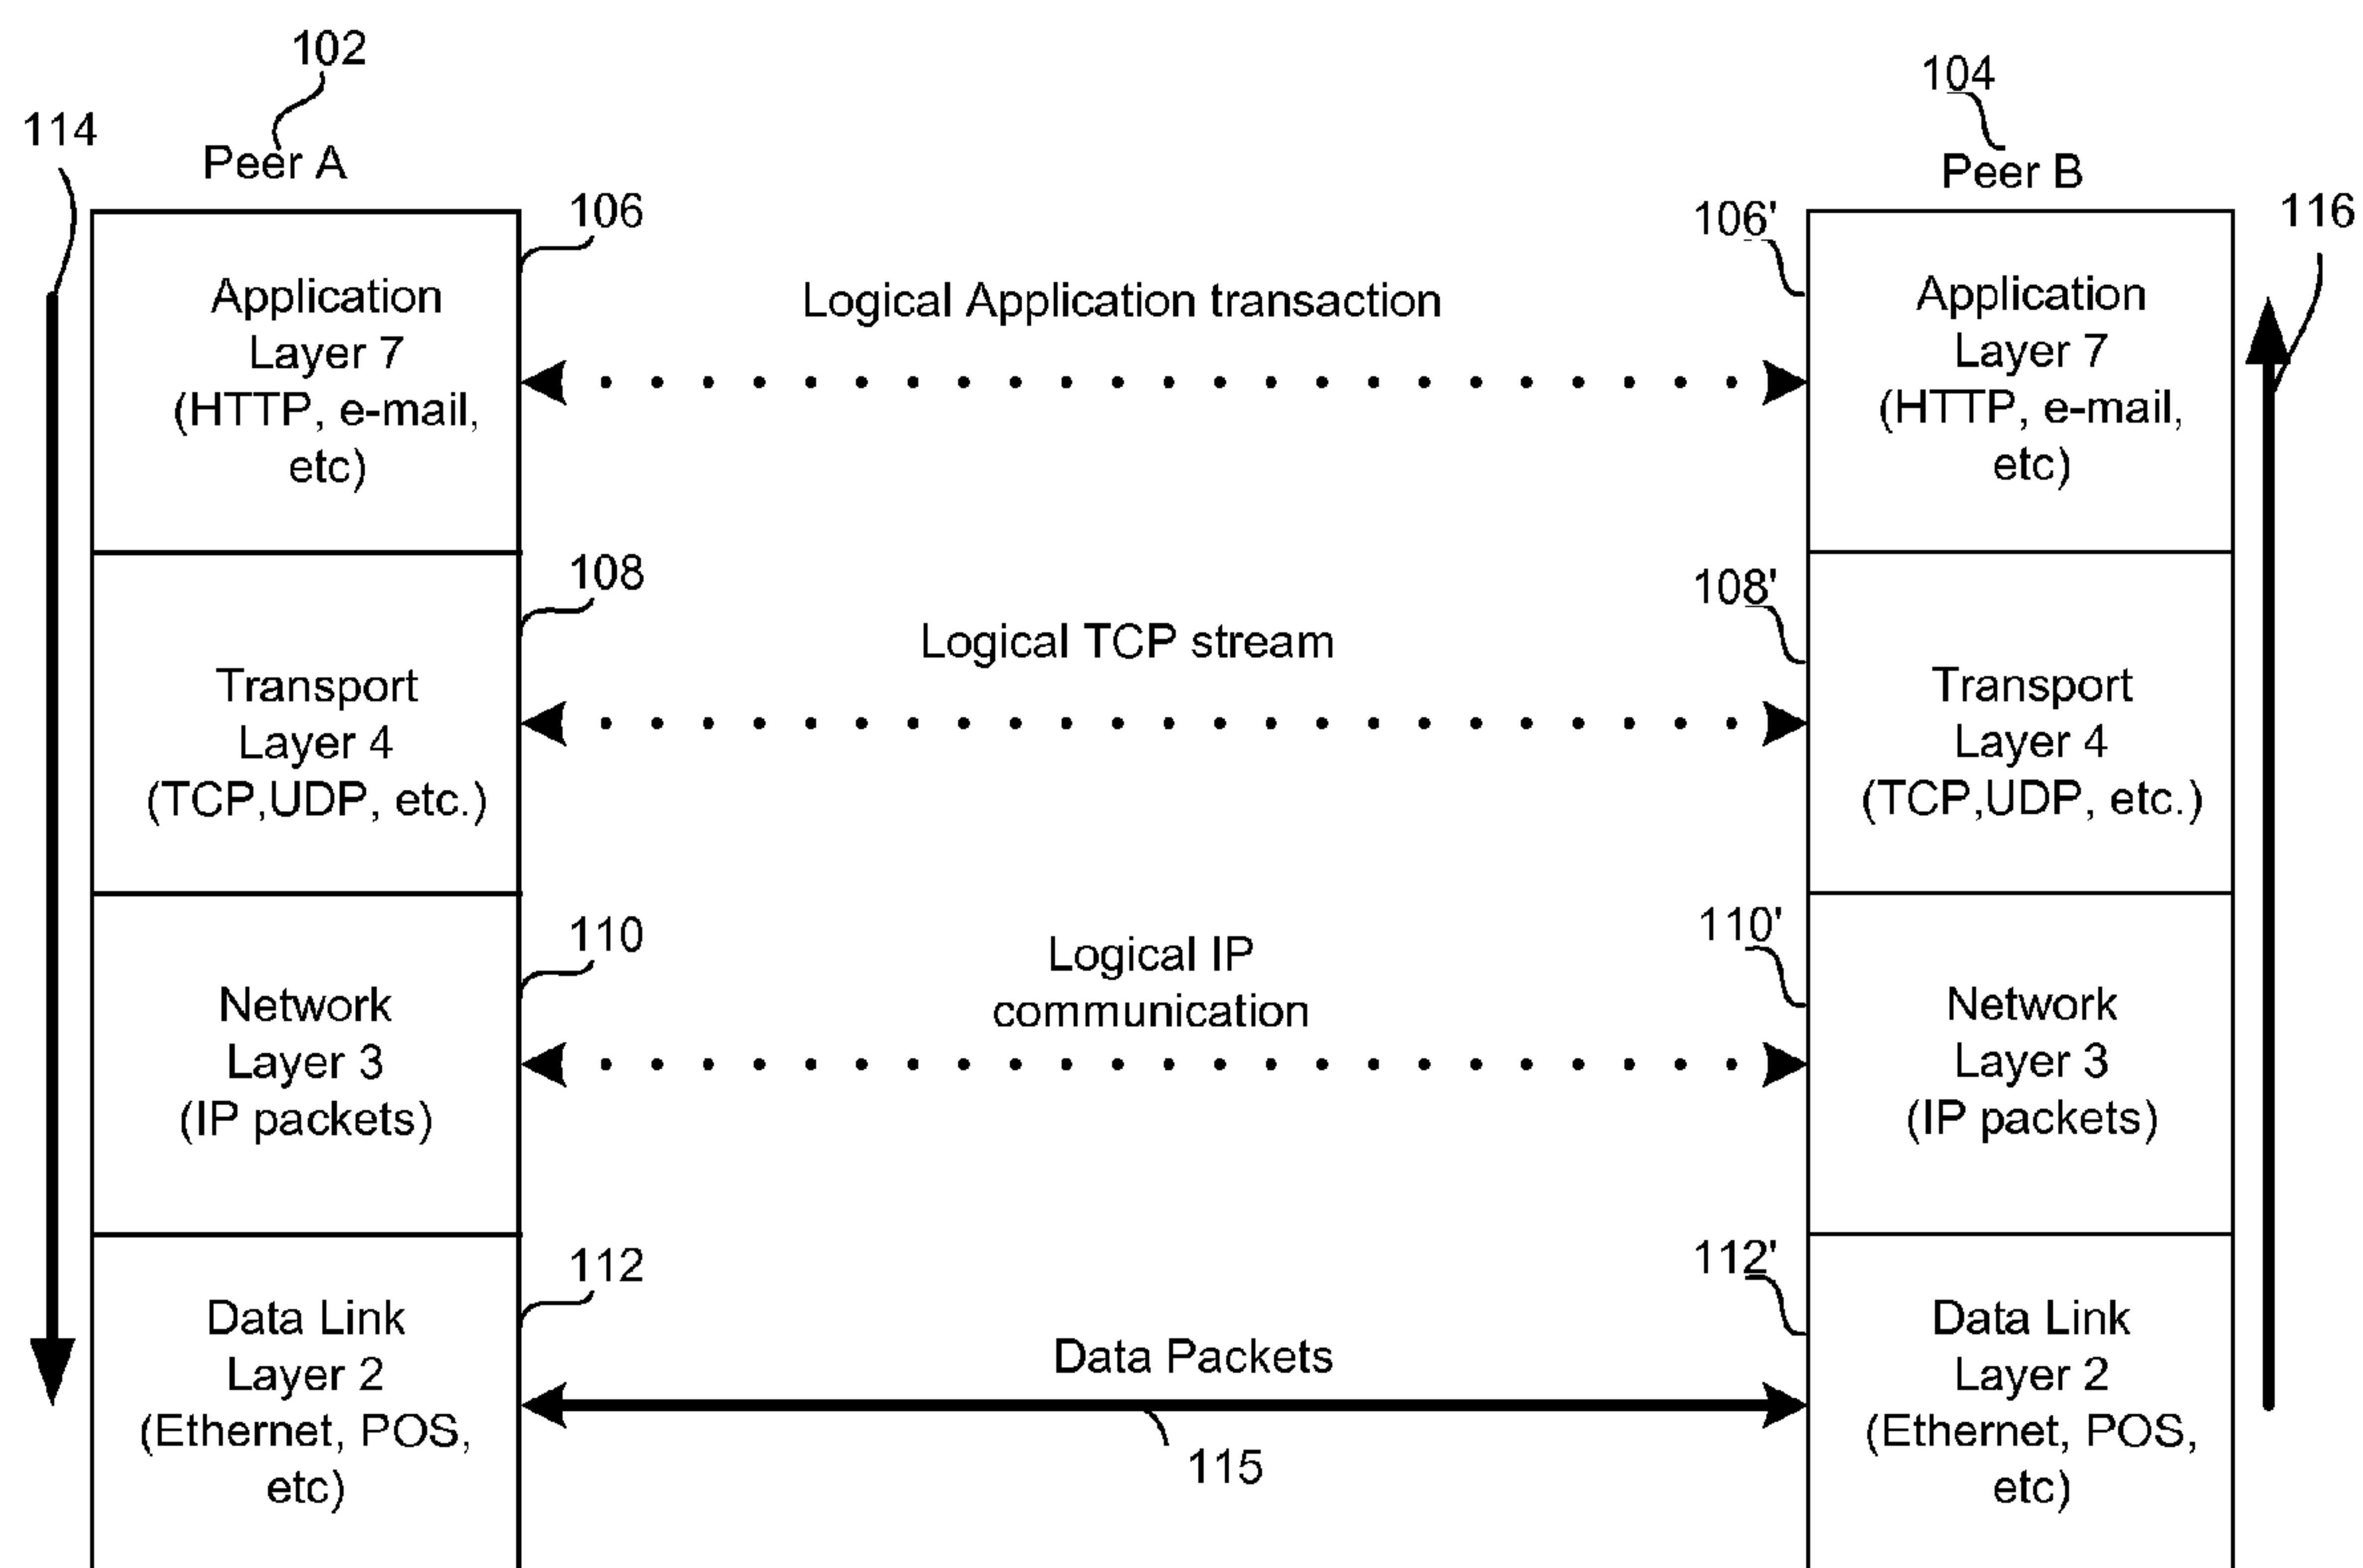 102
104
114
Peer A
Peer B
106
106'
116
Application
Layer 7
(HTTP, e-mail,
etc)
Logical Application transaction
Application
Layer 7
(HTTP, e-mail,
etc)
108
108'
Transport
Layer 4
(TCP,UDP, etc.)
Logical TCP stream
Transport
Layer 4
(TCP,UDP, etc.)
110
110'
Network
Layer 3
(IP packets)
Logical IP
communication
Network
Layer 3
(IP packets)
112
112'
Data Link
Layer 2
(Ethernet, POS,
etc)
Data Packets
115
Data Link
Layer 2
(Ethernet, POS,
etc)